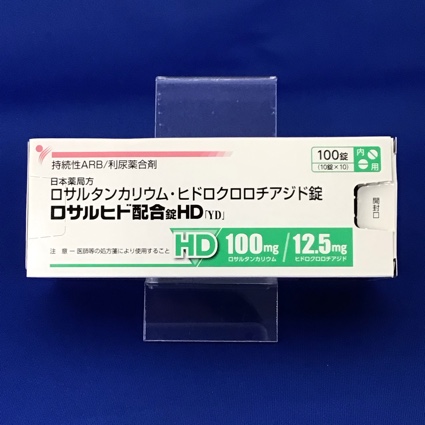 持続性ARB/利尿薬合剤
100錠
(10錠×10)
内
用
日本薬局方
ロサルタンカリウム・ヒドロクロロチアジド錠
ロサルヒド配合錠HD「YD」
開封口
注 意－医師等の処方箋により使用すること
HD 100mg/12.5mg
ロサルタンカリウム ヒドロクロロチアジド